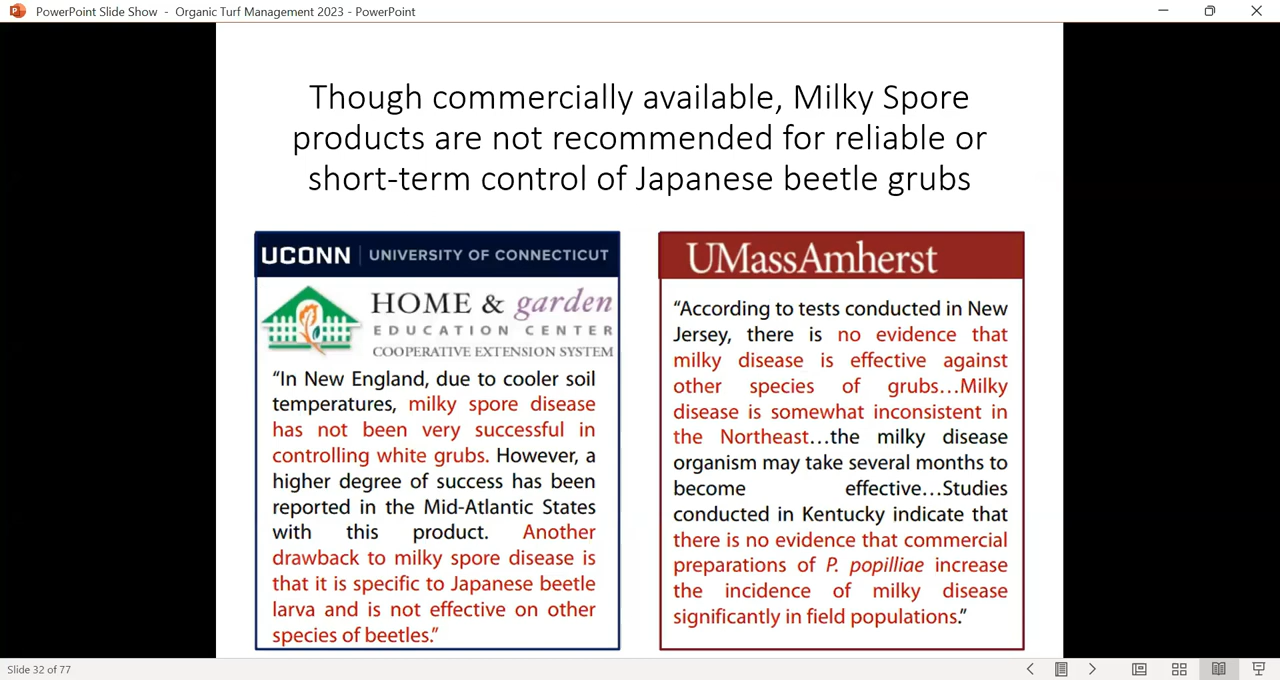 PowerPoint Slide Show - Organic Turf Management 2023 - PowerPoint
Though commercially available, Milky Spore
products are not recommended for reliable or
short-term control of Japanese beetle grubs
UCONN | UNIVERSITY OF CONNECTICUT
HOME & garden
EDUCATION CENTER
COOPERATIVE EXTENSION SYSTEM
“In New England, due to cooler soil
temperatures, milky spore disease
has not been very successful in
controlling white grubs. However, a
higher degree of success has been
reported in the Mid-Atlantic States
with this product. Another
drawback to milky spore disease is
that it is specific to Japanese beetle
larva and is not effective on other
species of beetles.”
UMassAmherst
“According to tests conducted in New
Jersey, there is no evidence that
milky disease is effective against
other species of grubs…Milky
disease is somewhat inconsistent in
the Northeast…the milky disease
organism may take several months to
become effective…Studies
conducted in Kentucky indicate that
there is no evidence that commercial
preparations of P. popilliae increase
the incidence of milky disease
significantly in field populations.”
Slide 32 of 77